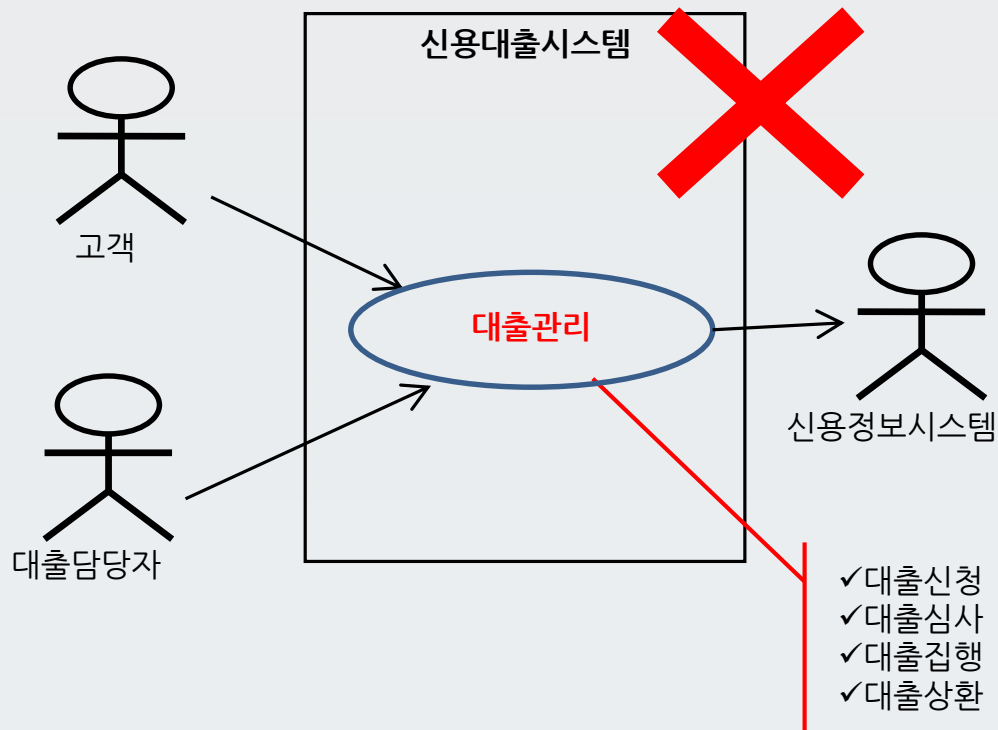 신용대출시스템
고객
대출관리
신용정보시스템
대출담당자
✓대출신청
✓대출심사
✓대출집행
✓대출상환